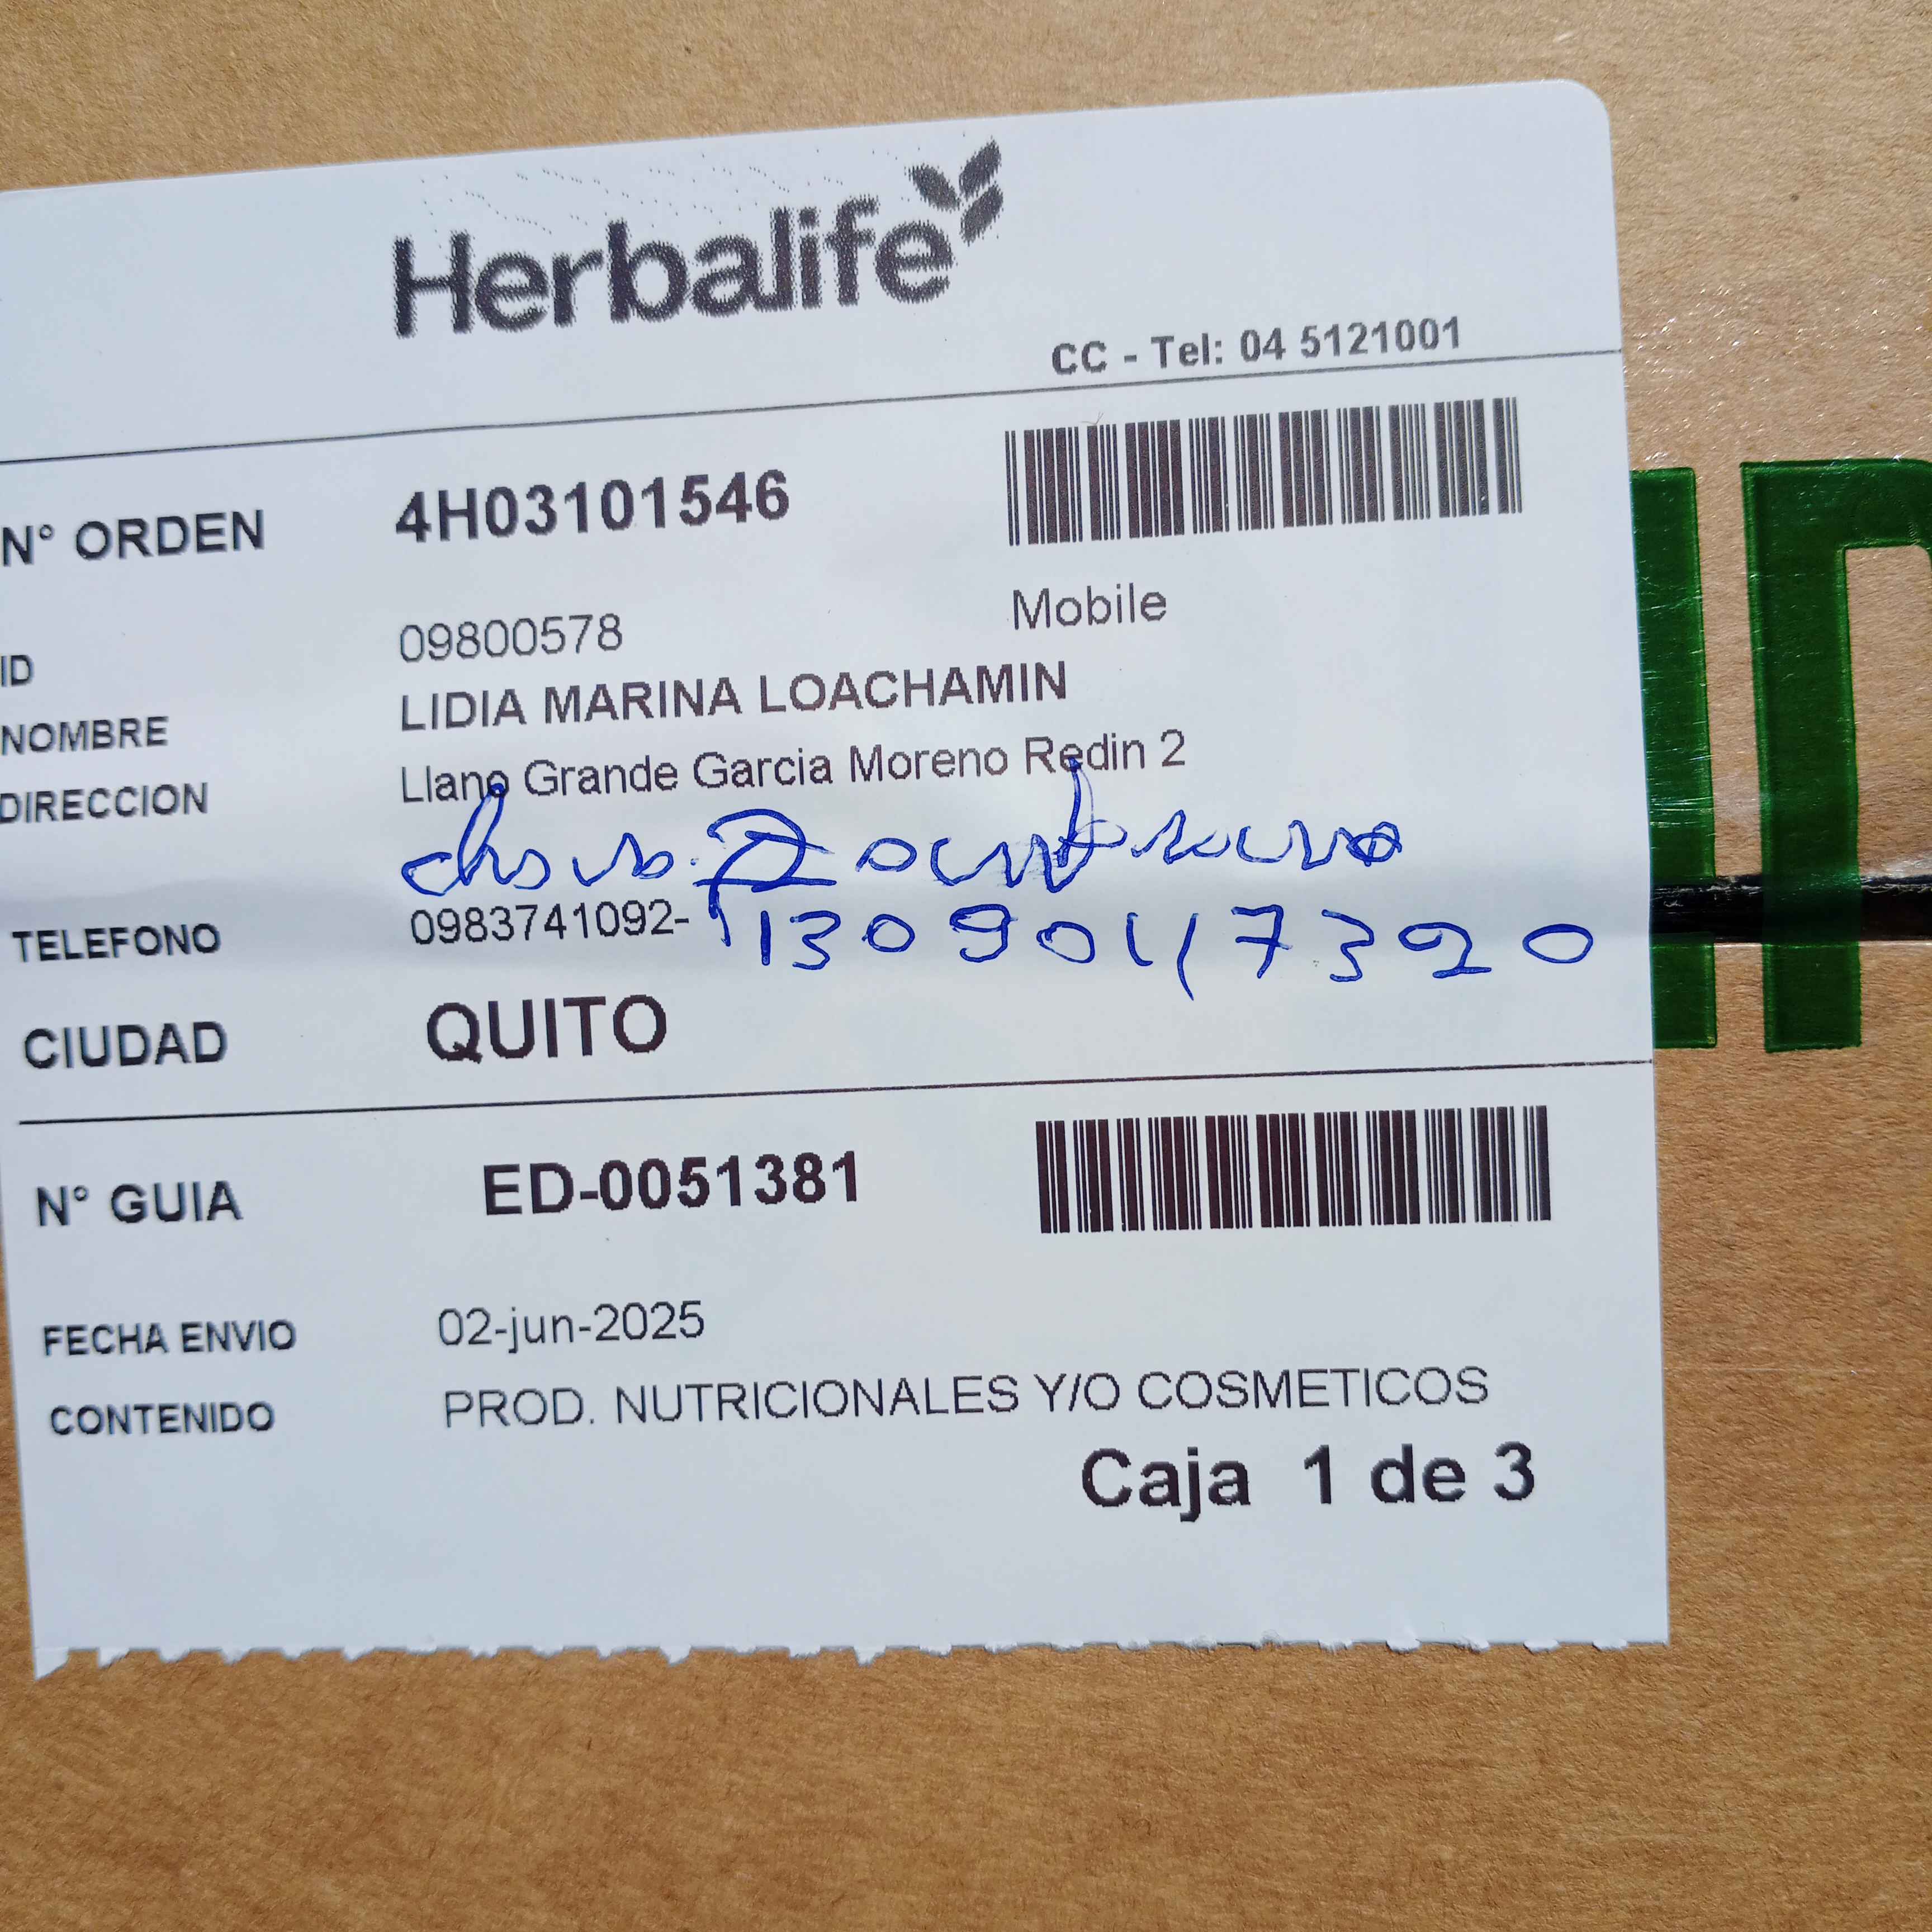 Herbalife
CC - Tel: 04 5121001
N° ORDEN 4H03101546
ID 09800578 Mobile
NOMBRE LIDIA MARINA LOACHAMIN
DIRECCION Llano Grande Garcia Moreno Redin 2
TELEFONO 0983741092-
CIUDAD QUITO
N° GUIA ED-0051381
FECHA ENVIO 02-jun-2025
CONTENIDO PROD. NUTRICIONALES Y/O COSMETICOS
Caja 1 de 3